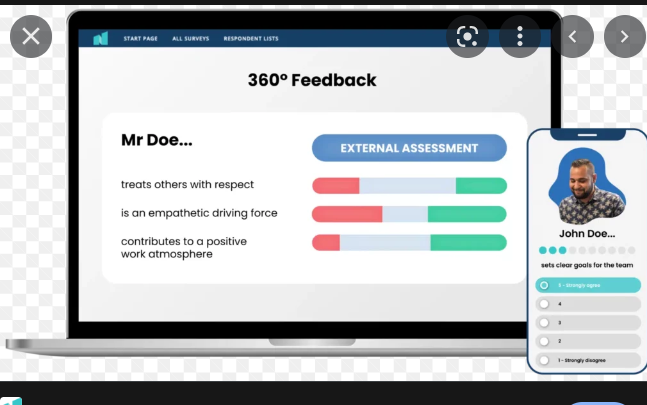 START PAGE ALL SURVEYS RESPONDENT LISTS
360° Feedback
Mr Doe...
EXTERNAL ASSESSMENT
treats others with respect
is an empathetic driving force
contributes to a positive
work atmosphere
John Doe...
sets clear goals for the team
5 - Strongly agree
4
3
2
1 - Strongly disagree